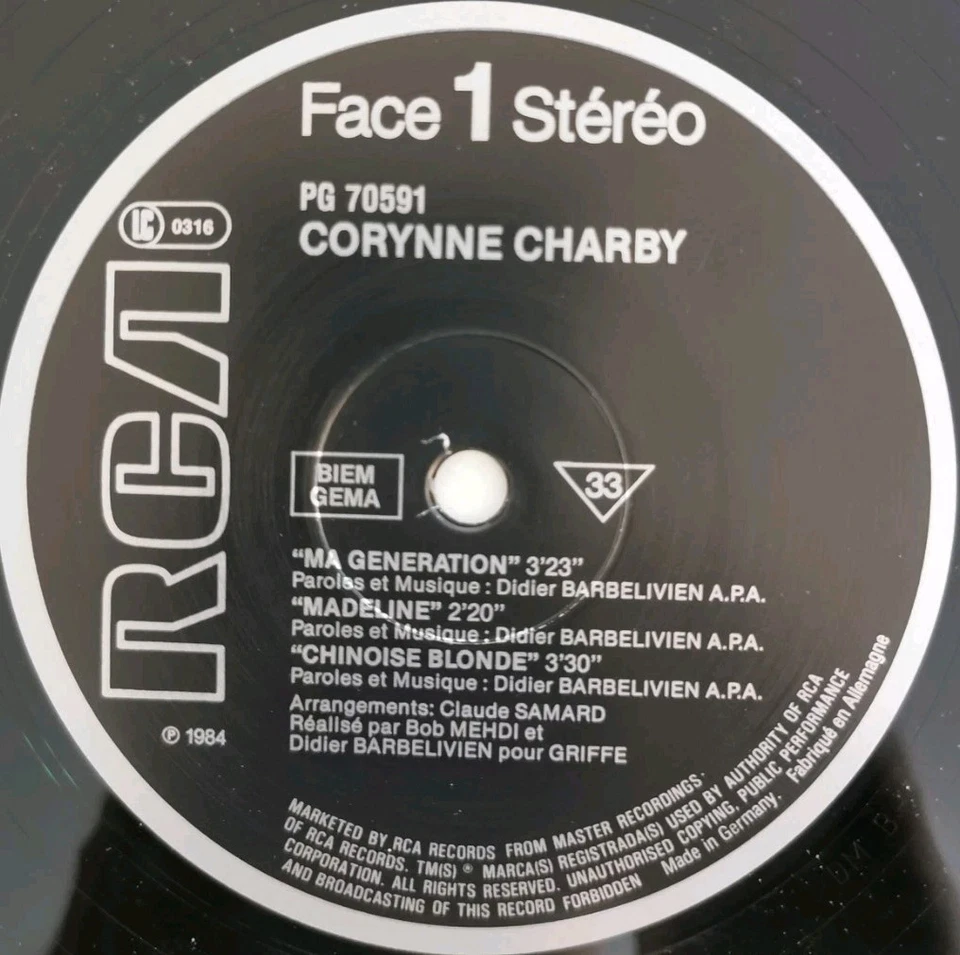 Face 1 Stéréo
PG 70591
CORYNNE CHARBY
LC 0316
RCA
BIEM
GEMA
33
“MA GENERATION” 3’23”
Paroles et Musique : Didier BARBELIVIEN A.P.A.
“MADELINE” 2’20”
Paroles et Musique : Didier BARBELIVIEN A.P.A.
“CHINOISE BLONDE” 3’30”
Paroles et Musique : Didier BARBELIVIEN A.P.A.
Arrangements: Claude SAMARD
Réallsé par Bob MEHDI et
Didier BARBELIVIEN pour GRIFFE
℗ 1984
MARKETED BY RCA RECORDS FROM MASTER RECORDINGS.
OF RCA RECORDS. TM(S) ® MARCA(S) REGISTRADA(S) USED BY AUTHORITY OF RCA
CORPORATION. ALL RIGHTS RESERVED. UNAUTHORISED COPYING, PUBLIC PERFORMANCE
AND BROADCASTING OF THIS RECORD FORBIDDEN Made in Germany. Fabriqué en Allemagne